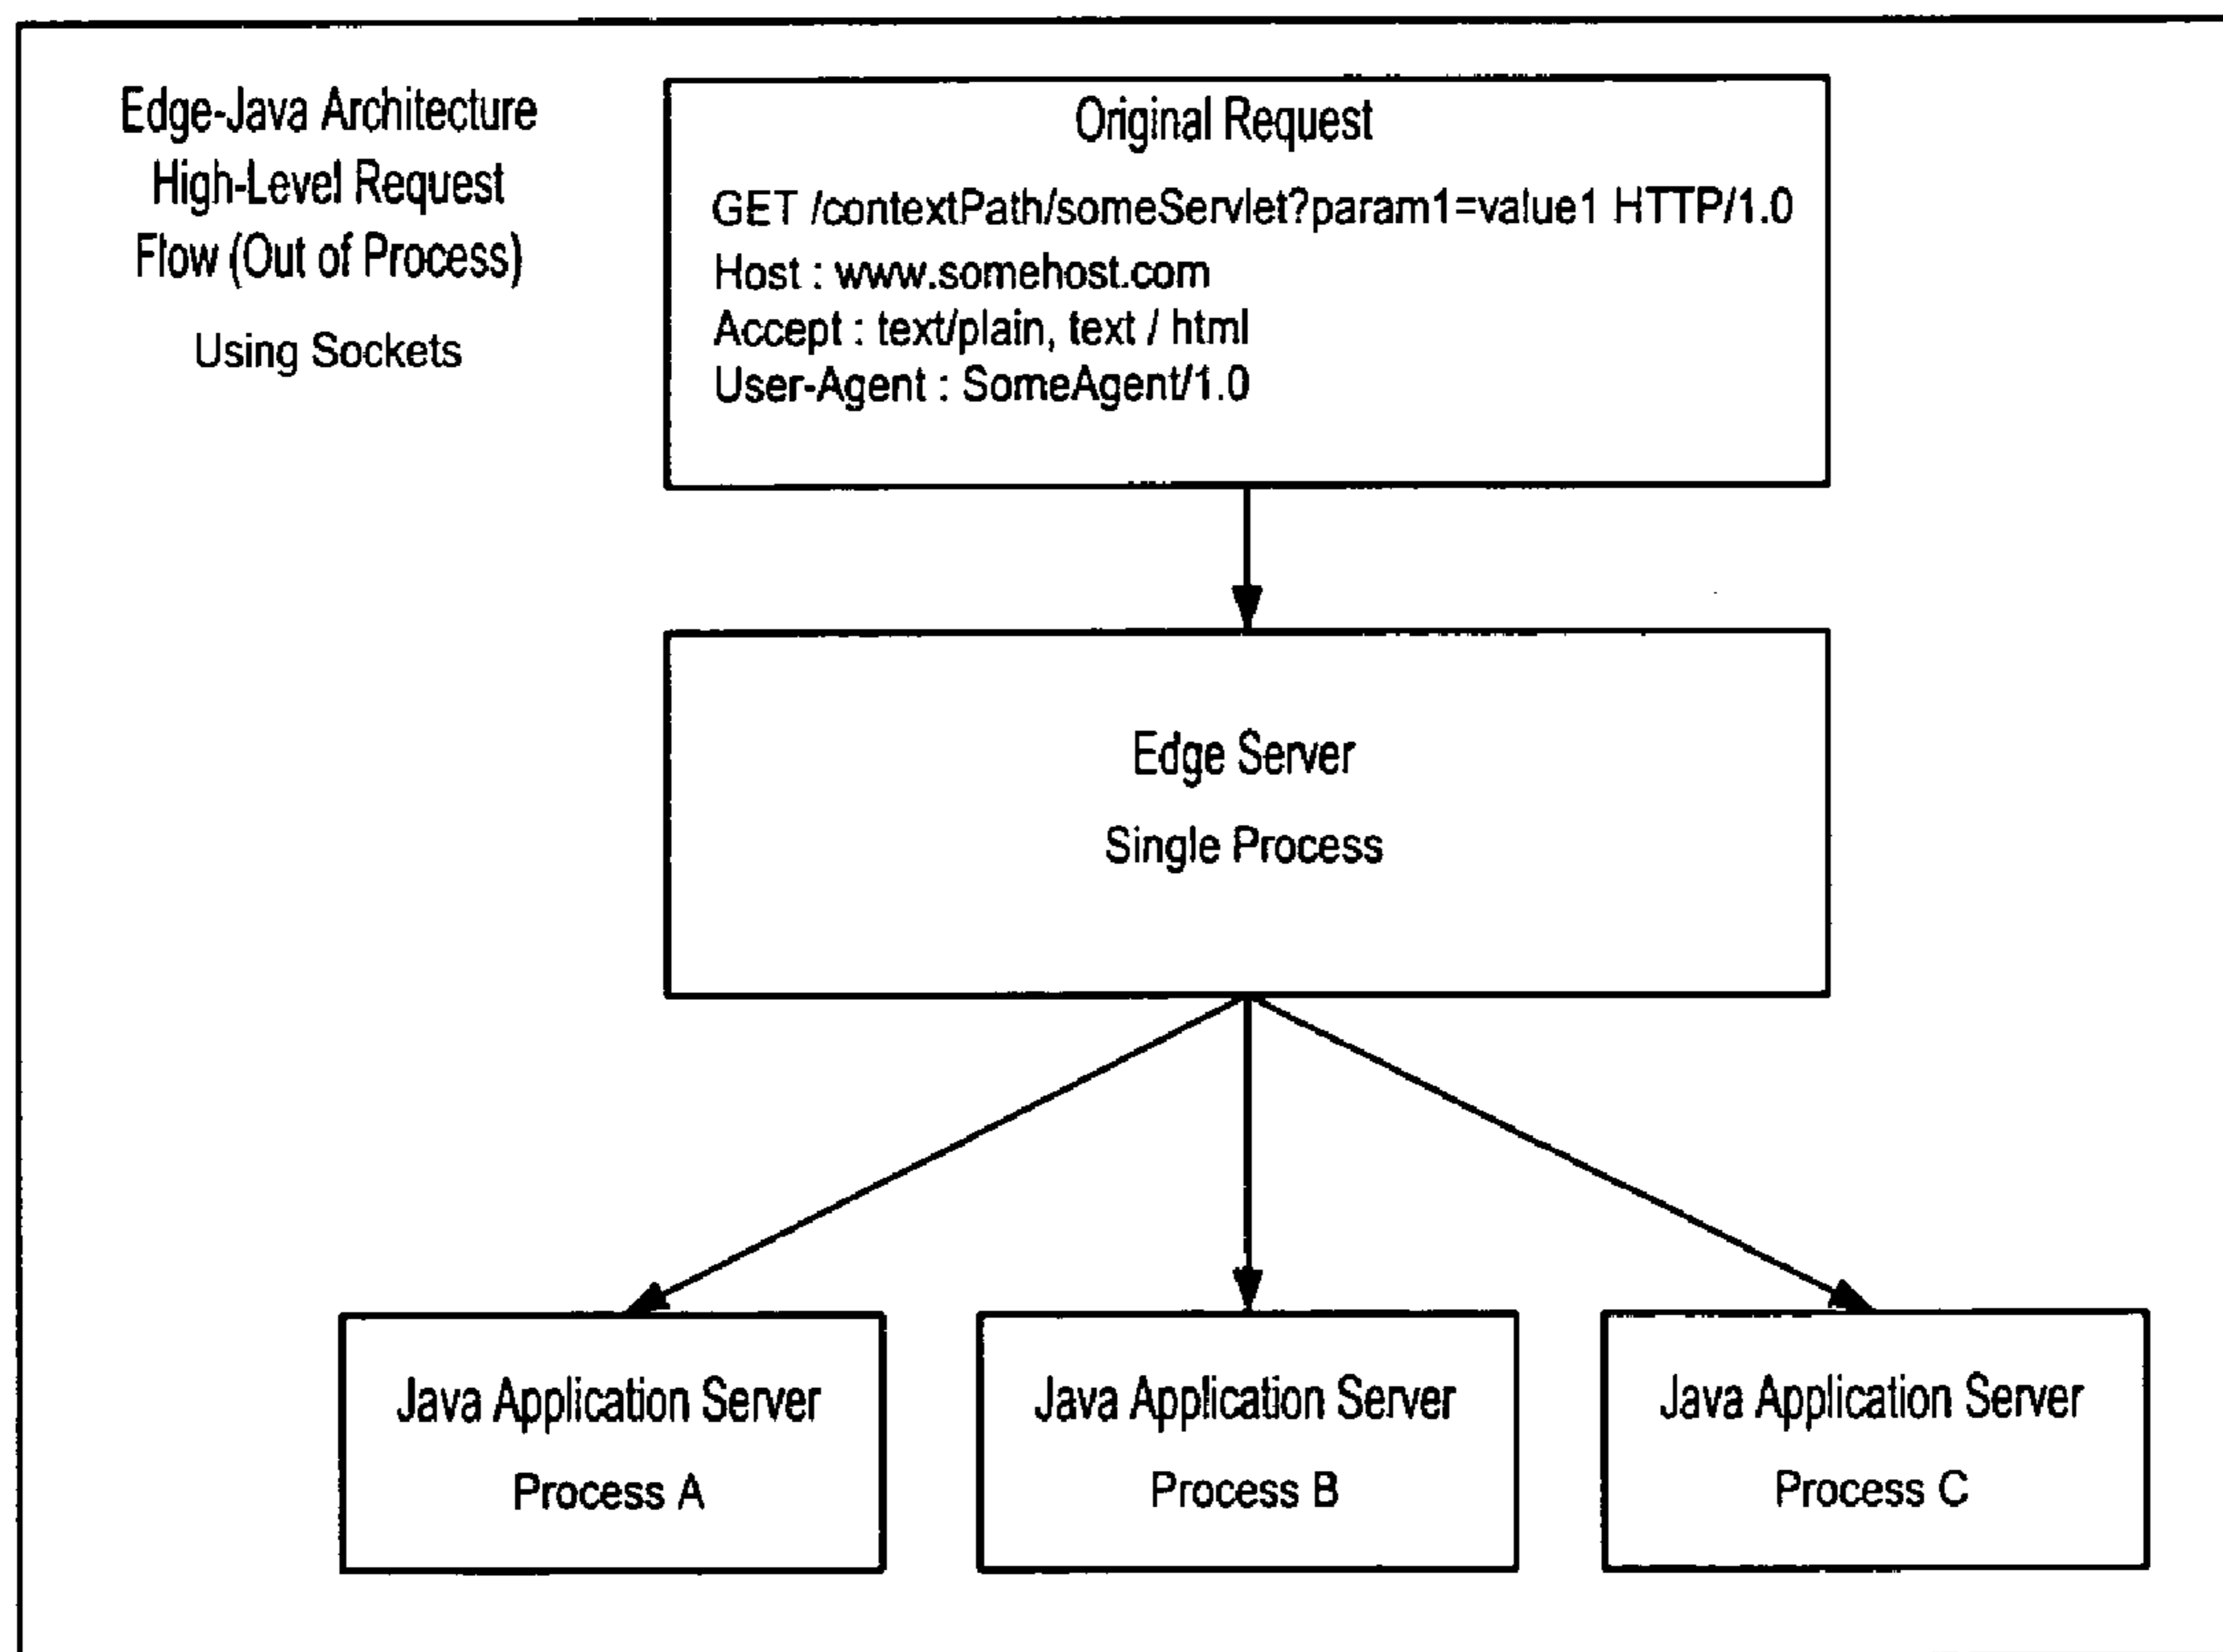 Edge-Java Architecture
High-Level Request
Flow (Out of Process)
Using Sockets
Original Request
GET /contextPath/someServlet?param1=value1 HTTP/1.0
Host : www.somehost.com
Accept : text/plain, text / html
User-Agent : SomeAgent/1.0
Edge Server
Single Process
Java Application Server
Process A
Java Application Server
Process B
Java Application Server
Process C